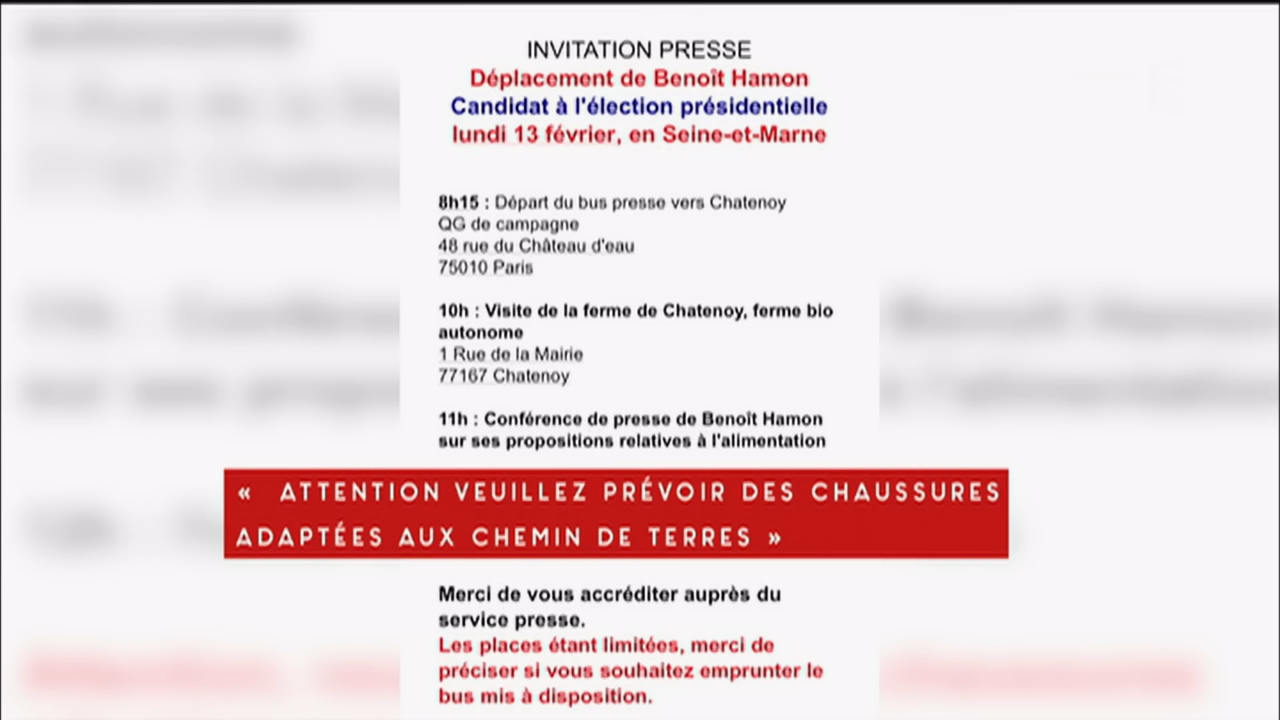 INVITATION PRESSE
Déplacement de Benoît Hamon
Candidat à l'élection présidentielle
lundi 13 février, en Seine-et-Marne
8h15 : Départ du bus presse vers Chatenoy
QG de campagne
48 rue du Château d'eau
75010 Paris
10h : Visite de la ferme de Chatenoy, ferme bio
autonome
1 Rue de la Mairie
77167 Chatenoy
11h : Conférence de presse de Benoît Hamon
sur ses propositions relatives à l'alimentation
« ATTENTION VEUILLEZ PRÉVOIR DES CHAUSSURES
ADAPTÉES AUX CHEMIN DE TERRES »
Merci de vous accréditer auprès du
service presse.
Les places étant limitées, merci de
préciser si vous souhaitez emprunter le
bus mis à disposition.